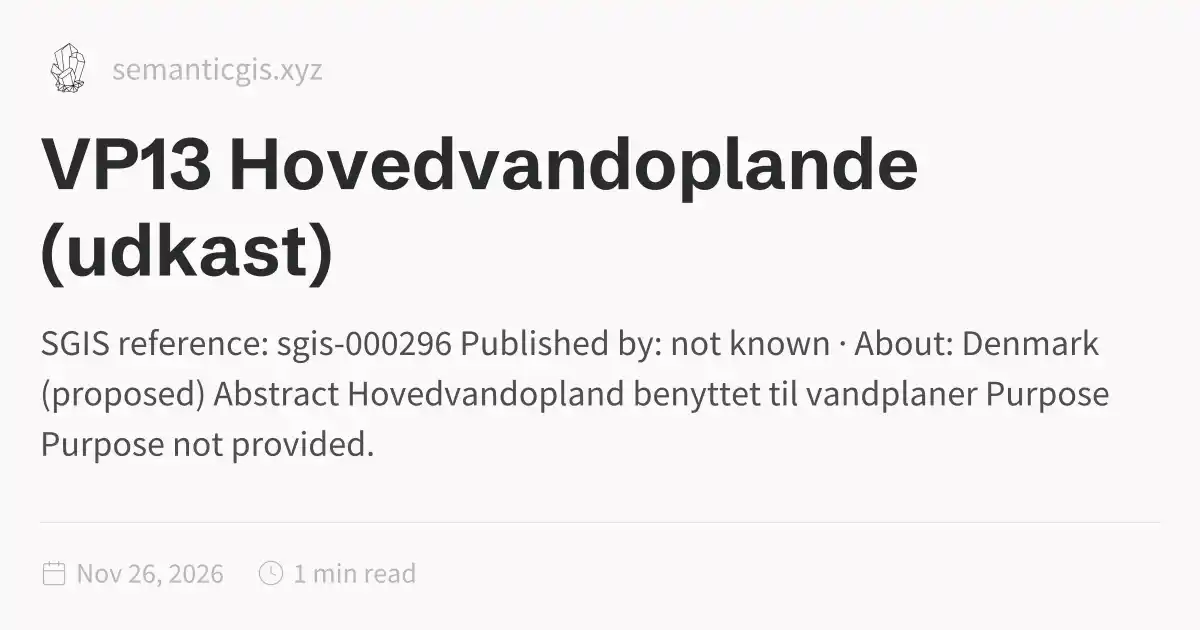 semanticgis.xyz
VP13 Hovedvandoplande
(udkast)
SGIS reference: sgis-000296 Published by: not known · About: Denmark
(proposed) Abstract Hovedvandopland benyttet til vandplaner Purpose
Purpose not provided.
Nov 26, 2026 1 min read